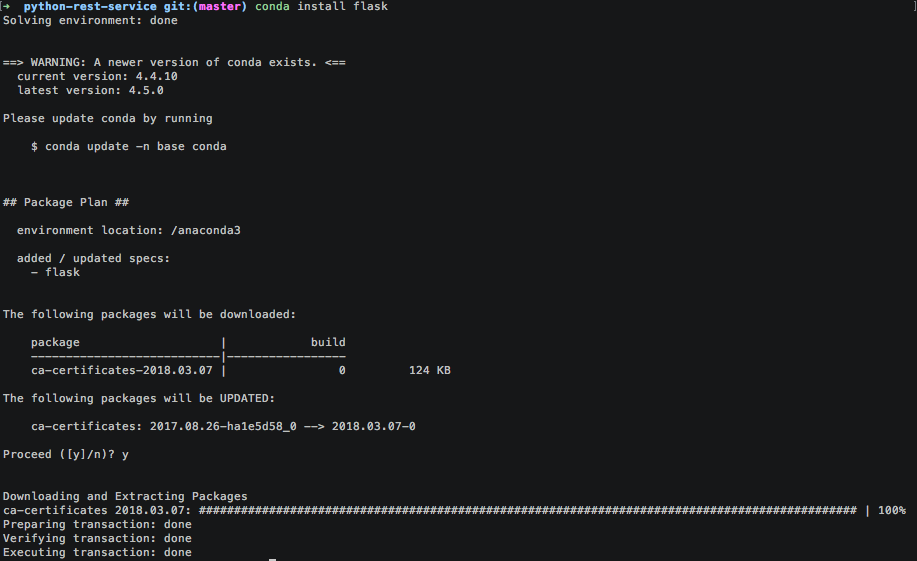 [→ python-rest-service git:(master) conda install flask ]
Solving environment: done
==> WARNING: A newer version of conda exists. <==
current version: 4.4.10
latest version: 4.5.0
Please update conda by running
$ conda update -n base conda
## Package Plan ##
environment location: /anaconda3
added / updated specs:
- flask
The following packages will be downloaded:
package | build
---------------------------|-----------------
ca-certificates-2018.03.07 | 0 124 KB
The following packages will be UPDATED:
ca-certificates: 2017.08.26-ha1e5d58_0 --> 2018.03.07-0
Proceed ([y]/n)? y
Downloading and Extracting Packages
ca-certificates 2018.03.07: ############################################################################################## | 100%
Preparing transaction: done
Verifying transaction: done
Executing transaction: done